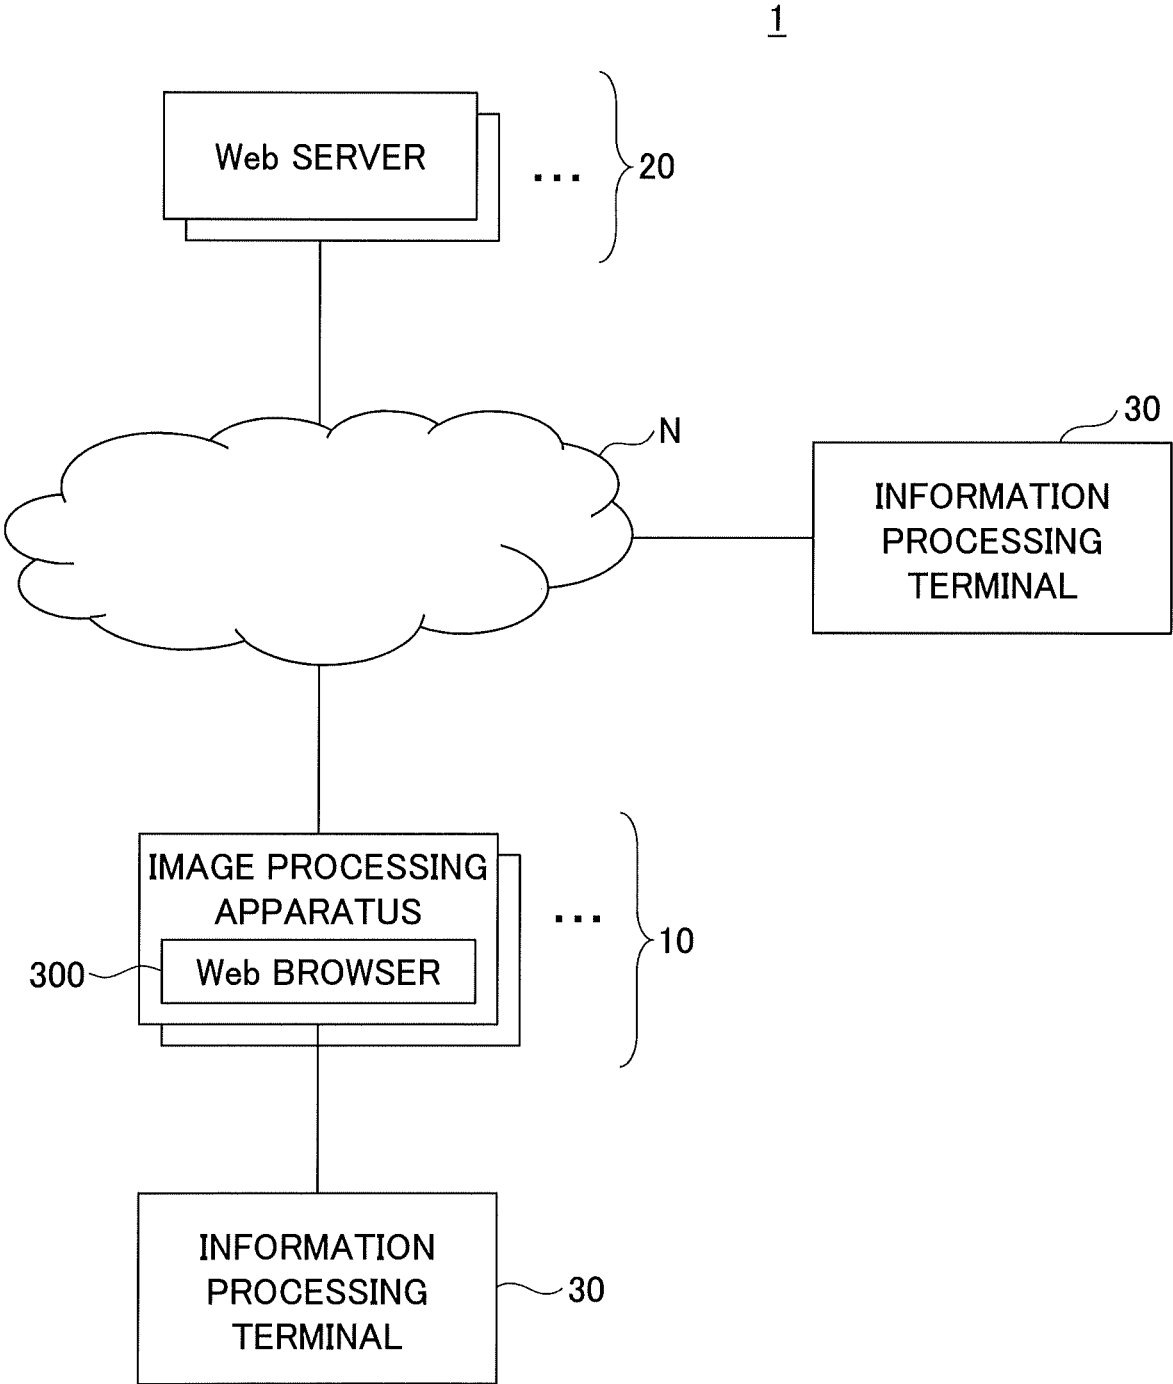 1
Web SERVER
...
20
N
30
INFORMATION
PROCESSING
TERMINAL
IMAGE PROCESSING
APPARATUS
...
10
300
Web BROWSER
INFORMATION
PROCESSING
TERMINAL
30